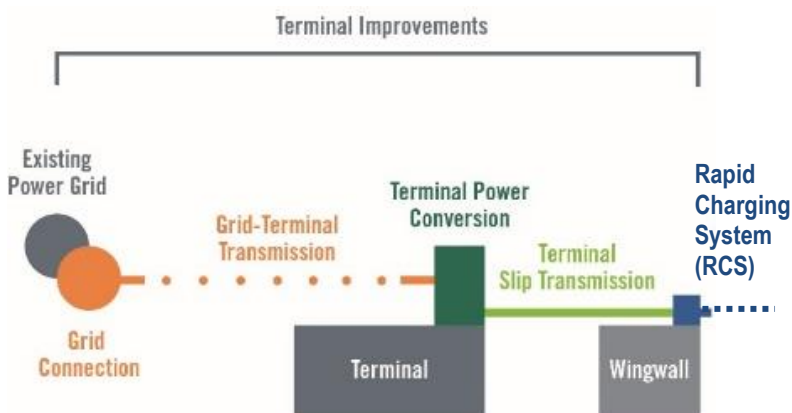 Terminal Improvements
Existing
Power Grid
Grid
Connection
Grid-Terminal
Transmission
Terminal Power
Conversion
Terminal
Slip Transmission
Rapid
Charging
System
(RCS)
Terminal
Wingwall